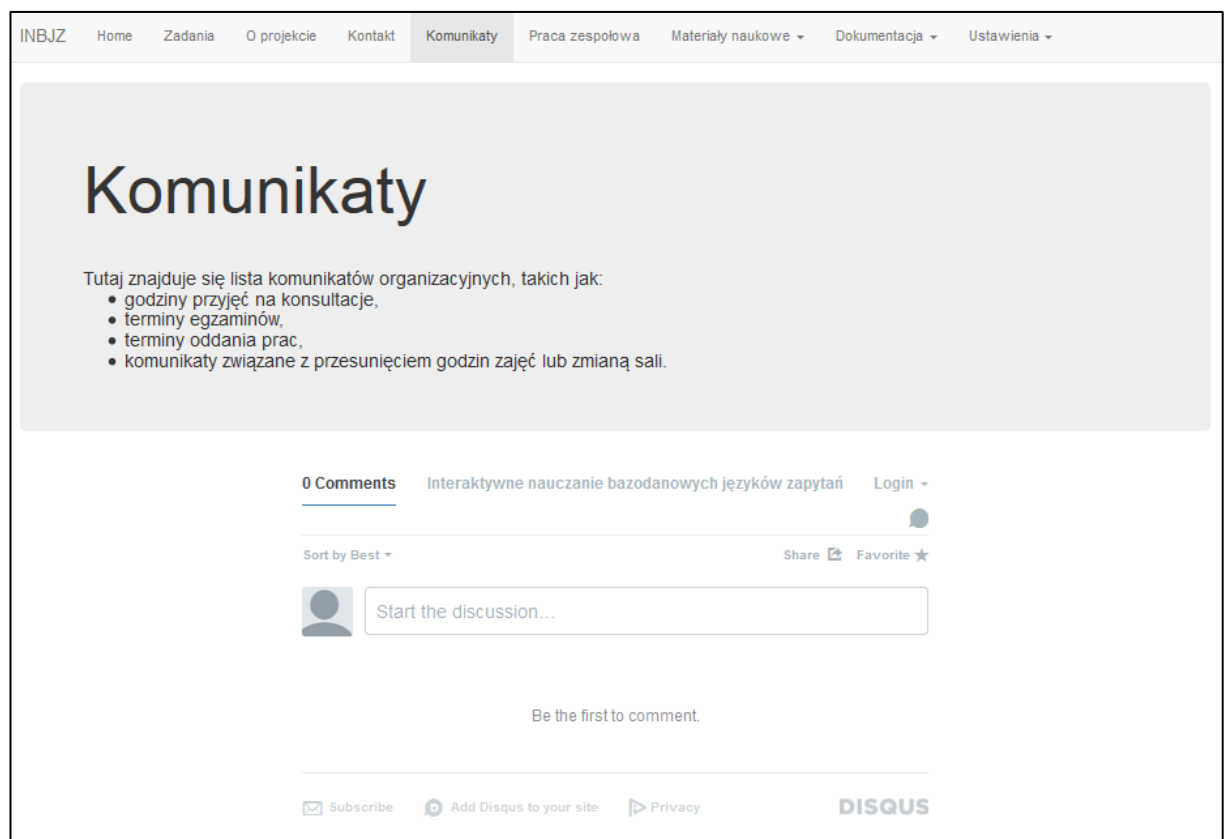 INBJZ Home Zadania O projekcie Kontakt Komunikaty Praca zespołowa Materiały naukowe Dokumentacja Ustawienia
Komunikaty
Tutaj znajduje się lista komunikatów organizacyjnych, takich jak:
• godziny przyjęć na konsultacje,
• terminy egzaminów,
• terminy oddania prac,
• komunikaty związane z przesunięciem godzin zajęć lub zmianą sali.
0 Comments Interaktywne nauczanie bazodanowych języków zapytań Login
Sort by Best Share Favorite
Start the discussion...
Be the first to comment.
Subscribe Add Disqus to your site Privacy DISQUS